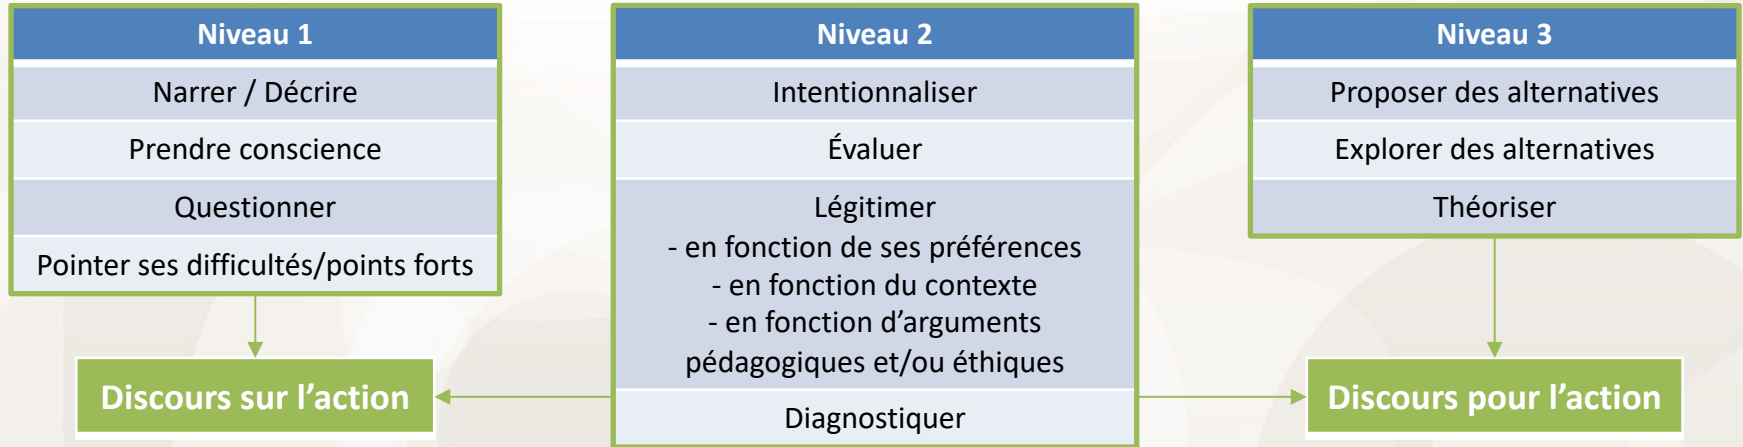 Niveau 1
Narrer / Décrire
Prendre conscience
Questionner
Pointer ses difficultés/points forts
Discours sur l’action
Niveau 2
Intentionnaliser
Évaluer
Légitimer
- en fonction de ses préférences
- en fonction du contexte
- en fonction d’arguments
pédagogiques et/ou éthiques
Diagnostiquer
Niveau 3
Proposer des alternatives
Explorer des alternatives
Théoriser
Discours pour l’action